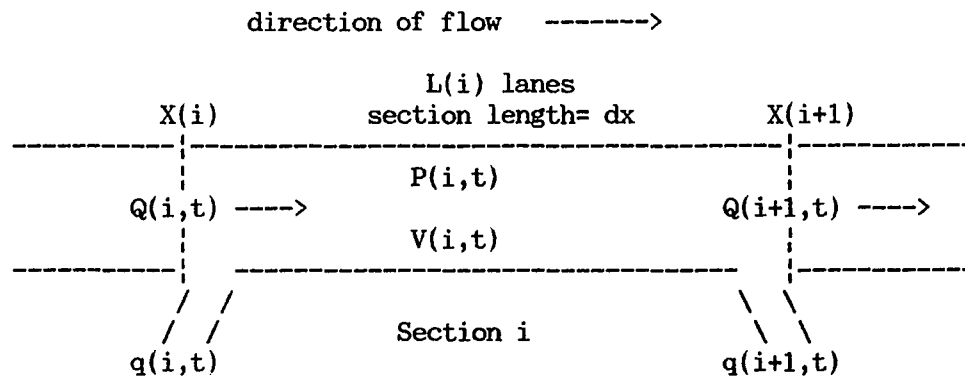 direction of flow ------->
L(i) lanes
X(i) section length= dx X(i+1)
P(i,t)
Q(i,t) ----> Q(i+1,t) ---->
V(i,t)
Section i
q(i,t) q(i+1,t)